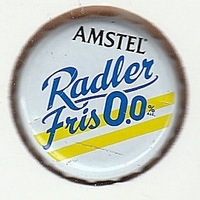 AMSTEL
Radler
Fris 0.0%
ALC.